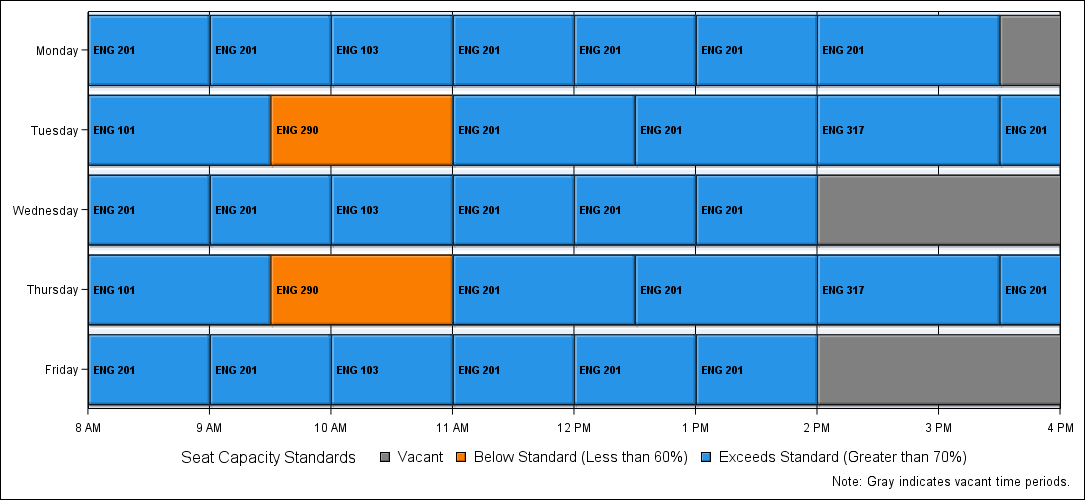 Monday ENG 201 ENG 201 ENG 103 ENG 201 ENG 201 ENG 201 ENG 201
Tuesday ENG 101 ENG 290 ENG 201 ENG 201 ENG 317 ENG 201
Wednesday ENG 201 ENG 201 ENG 103 ENG 201 ENG 201 ENG 201
Thursday ENG 101 ENG 290 ENG 201 ENG 201 ENG 317 ENG 201
Friday ENG 201 ENG 201 ENG 103 ENG 201 ENG 201 ENG 201
8 AM 9 AM 10 AM 11 AM 12 PM 1 PM 2 PM 3 PM 4 PM
Seat Capacity Standards Vacant Below Standard (Less than 60%) Exceeds Standard (Greater than 70%)
Note: Gray indicates vacant time periods.